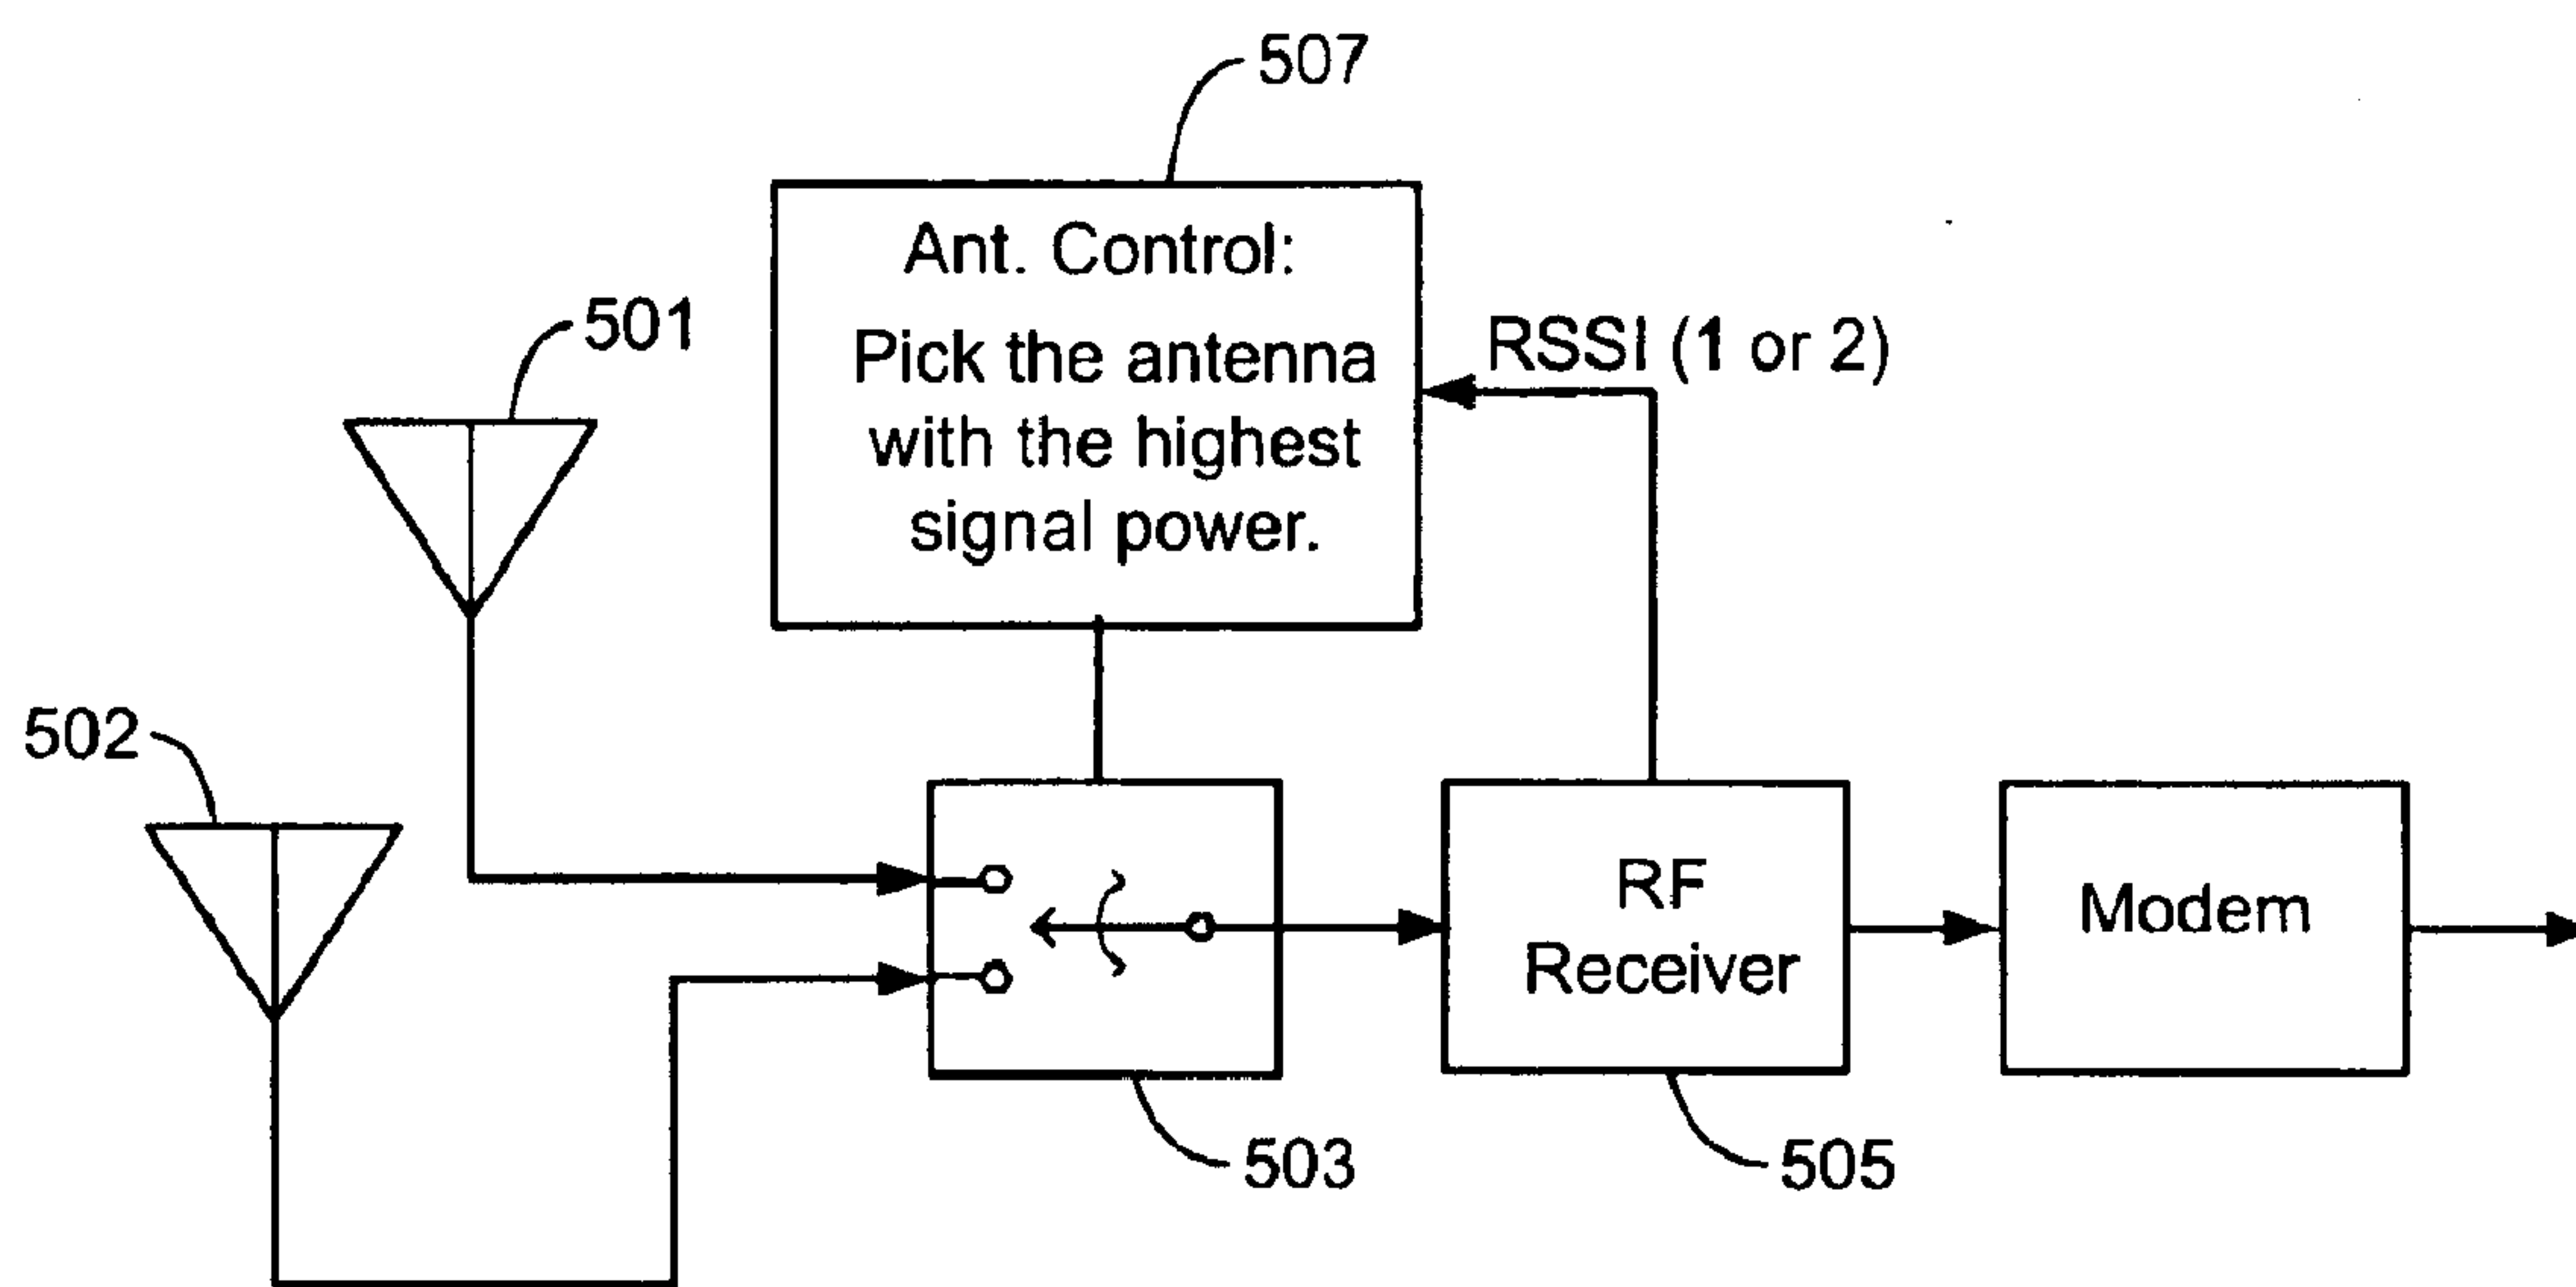 507
Ant. Control:
Pick the antenna
with the highest
signal power.
RSSI (1 or 2)
501
502
RF
Receiver
Modem
503
505